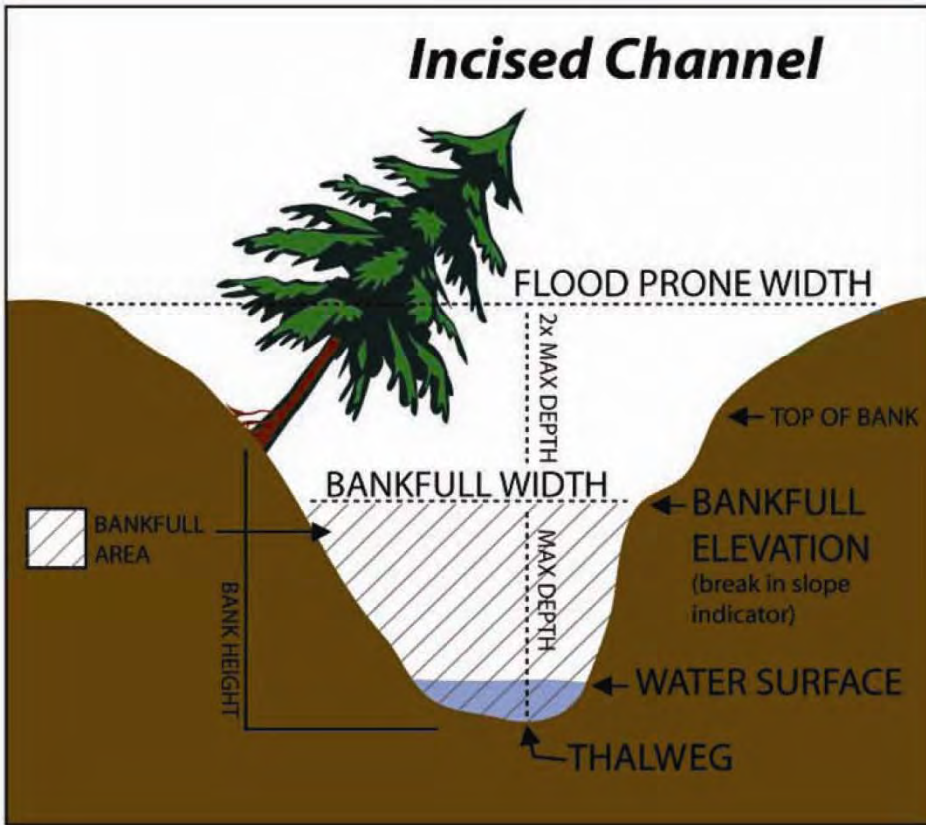 Incised Channel
FLOOD PRONE WIDTH
2x MAX DEPTH
TOP OF BANK
BANKFULL WIDTH
BANKFULL
ELEVATION
(break in slope
indicator)
BANKFULL
AREA
MAX DEPTH
BANK HEIGHT
WATER SURFACE
THALWEG